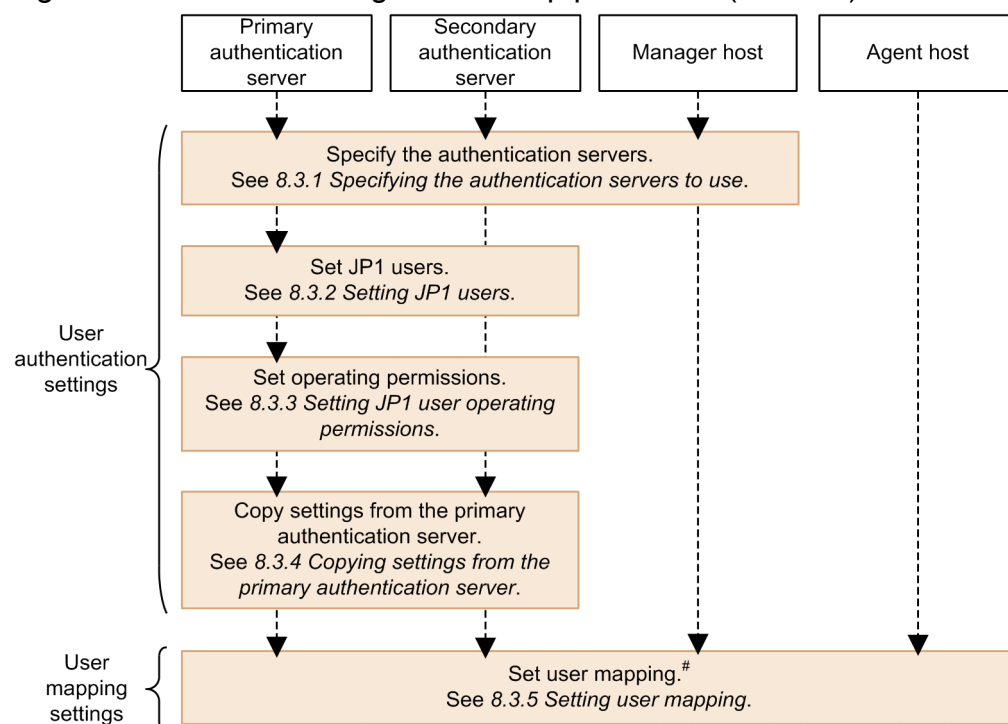 Primary
authentication
server
Secondary
authentication
server
Manager host
Agent host
Specify the authentication servers.
See 8.3.1 Specifying the authentication servers to use.
Set JP1 users.
See 8.3.2 Setting JP1 users.
User
authentication
settings
Set operating permissions.
See 8.3.3 Setting JP1 user operating
permissions.
Copy settings from the primary
authentication server.
See 8.3.4 Copying settings from the
primary authentication server.
User
mapping
settings
Set user mapping.#
See 8.3.5 Setting user mapping.